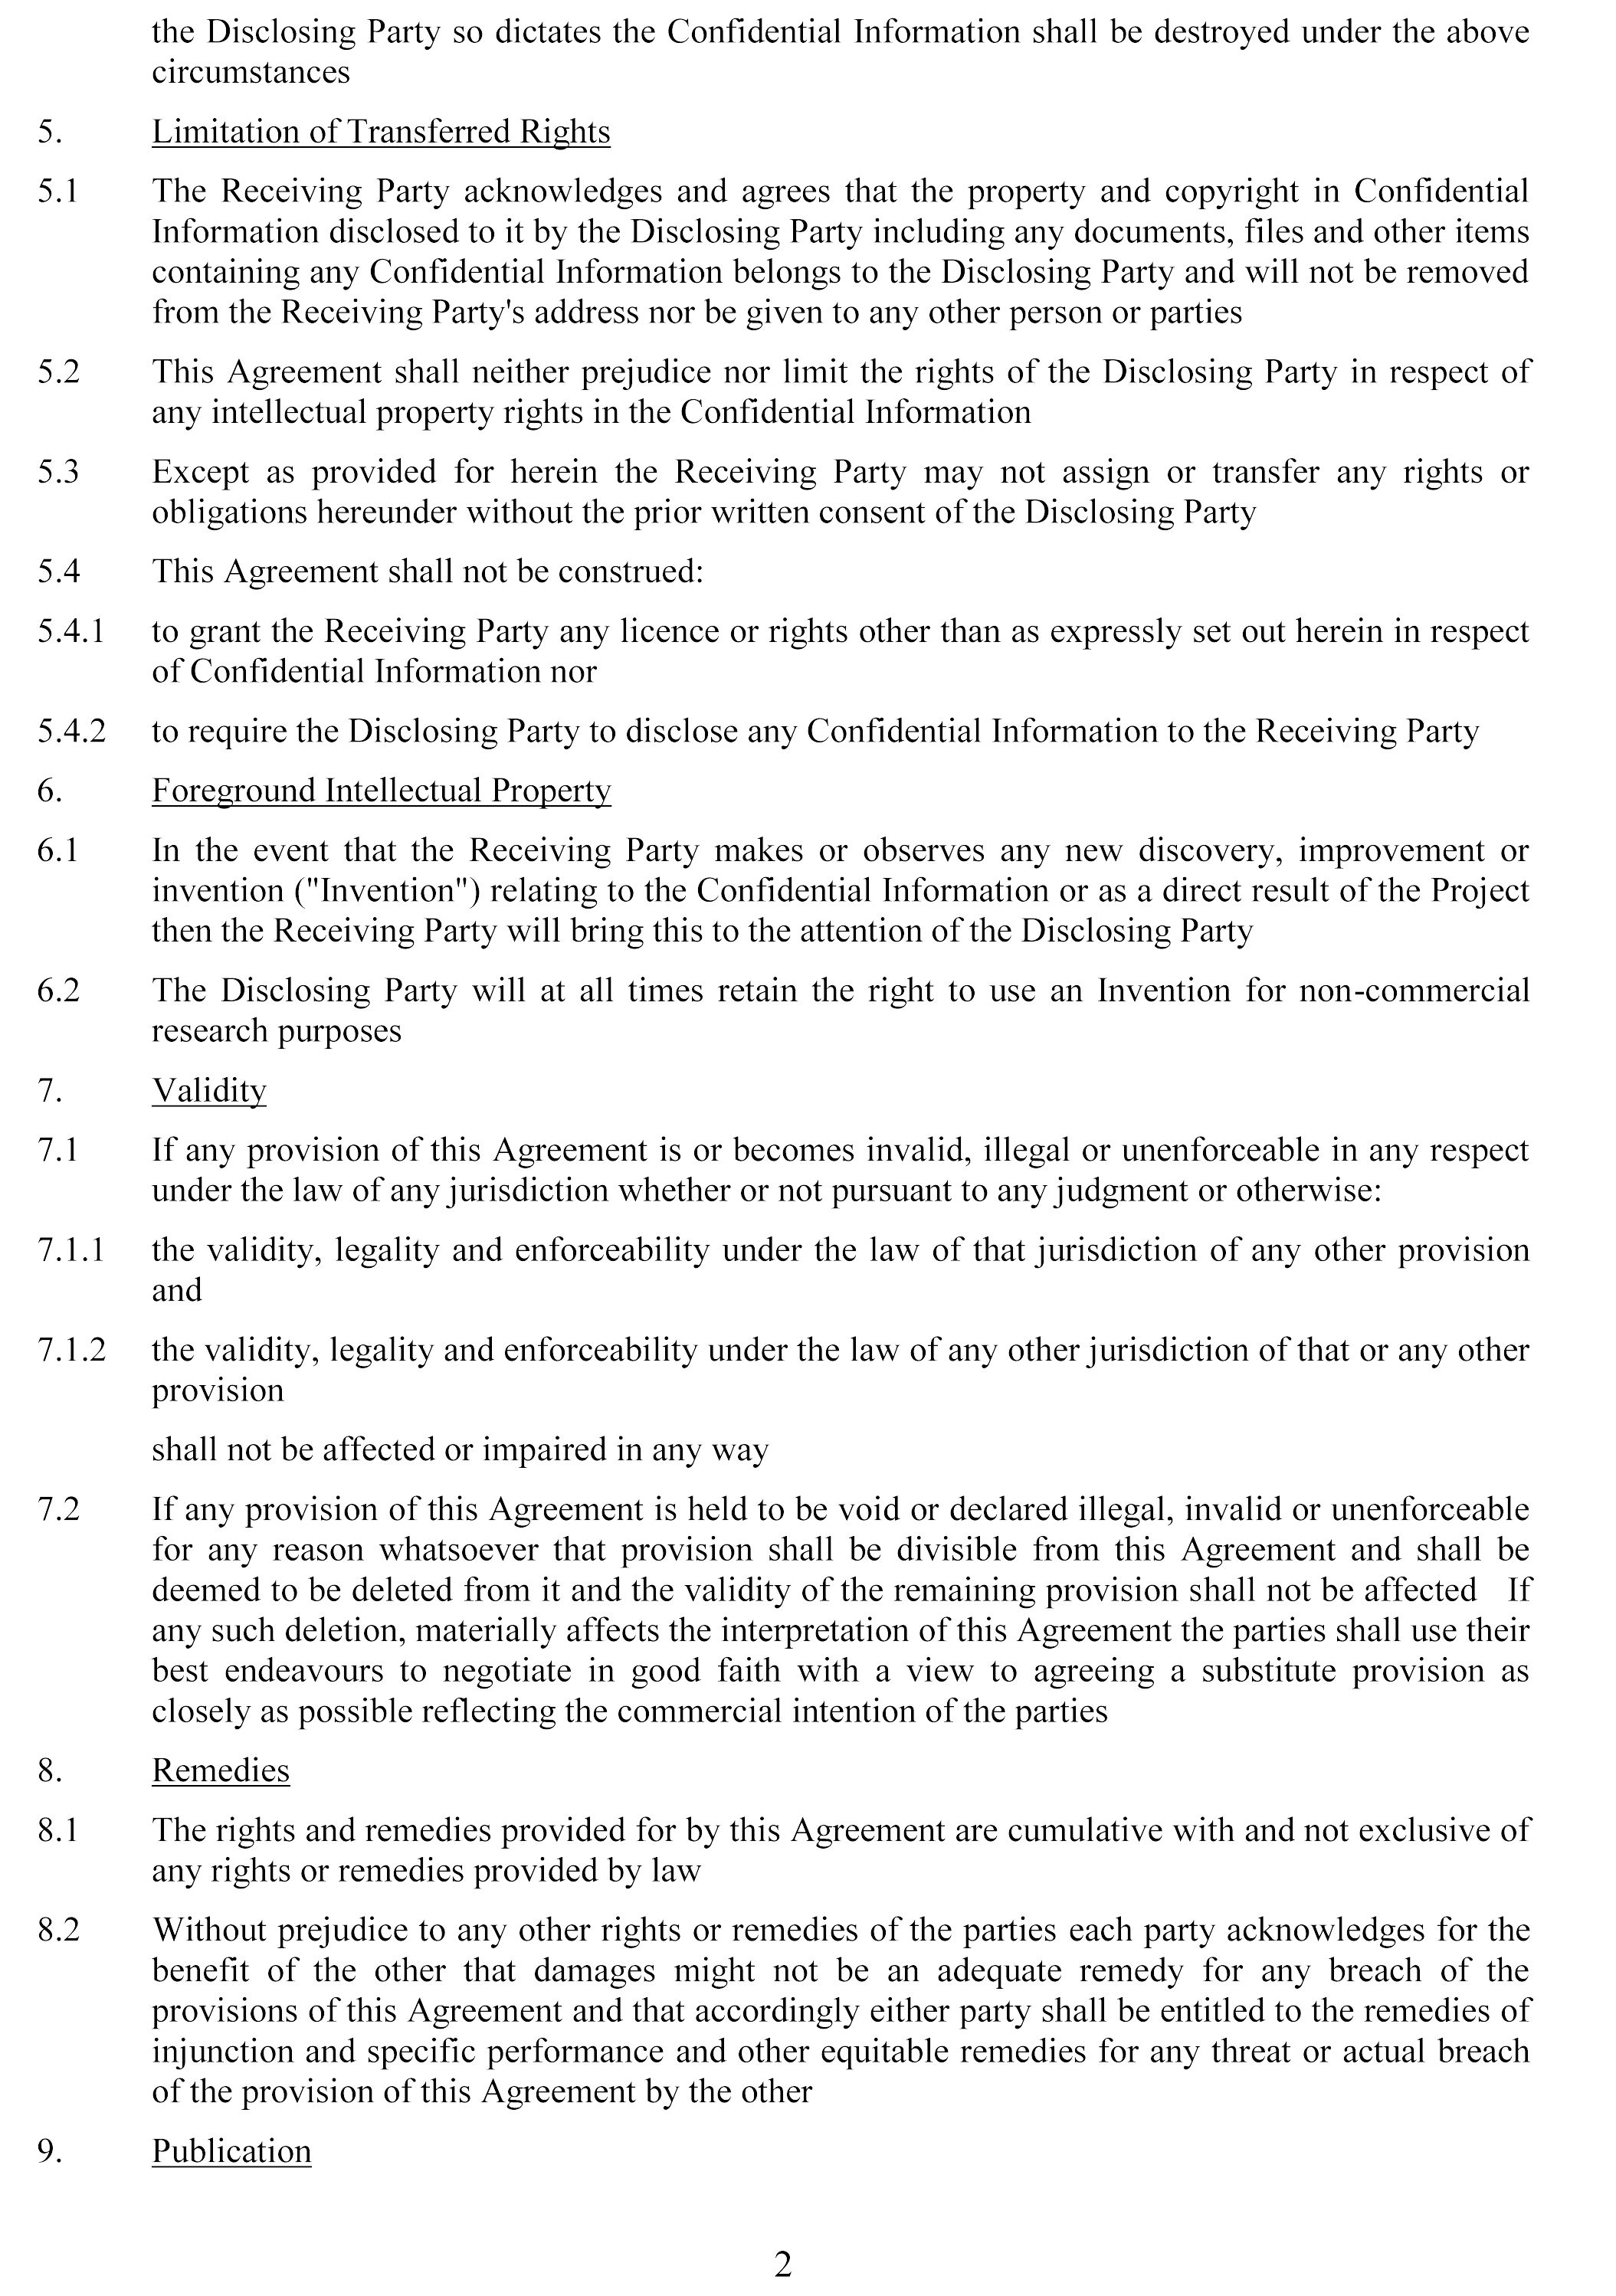 the Disclosing Party so dictates the Confidential Information shall be destroyed under the above
circumstances
5. Limitation of Transferred Rights
5.1 The Receiving Party acknowledges and agrees that the property and copyright in Confidential
Information disclosed to it by the Disclosing Party including any documents, files and other items
containing any Confidential Information belongs to the Disclosing Party and will not be removed
from the Receiving Party's address nor be given to any other person or parties
5.2 This Agreement shall neither prejudice nor limit the rights of the Disclosing Party in respect of
any intellectual property rights in the Confidential Information
5.3 Except as provided for herein the Receiving Party may not assign or transfer any rights or
obligations hereunder without the prior written consent of the Disclosing Party
5.4 This Agreement shall not be construed:
5.4.1 to grant the Receiving Party any licence or rights other than as expressly set out herein in respect
of Confidential Information nor
5.4.2 to require the Disclosing Party to disclose any Confidential Information to the Receiving Party
6. Foreground Intellectual Property
6.1 In the event that the Receiving Party makes or observes any new discovery, improvement or
invention ("Invention") relating to the Confidential Information or as a direct result of the Project
then the Receiving Party will bring this to the attention of the Disclosing Party
6.2 The Disclosing Party will at all times retain the right to use an Invention for non-commercial
research purposes
7. Validity
7.1 If any provision of this Agreement is or becomes invalid, illegal or unenforceable in any respect
under the law of any jurisdiction whether or not pursuant to any judgment or otherwise:
7.1.1 the validity, legality and enforceability under the law of that jurisdiction of any other provision
and
7.1.2 the validity, legality and enforceability under the law of any other jurisdiction of that or any other
provision
shall not be affected or impaired in any way
7.2 If any provision of this Agreement is held to be void or declared illegal, invalid or unenforceable
for any reason whatsoever that provision shall be divisible from this Agreement and shall be
deemed to be deleted from it and the validity of the remaining provision shall not be affected If
any such deletion, materially affects the interpretation of this Agreement the parties shall use their
best endeavours to negotiate in good faith with a view to agreeing a substitute provision as
closely as possible reflecting the commercial intention of the parties
8. Remedies
8.1 The rights and remedies provided for by this Agreement are cumulative with and not exclusive of
any rights or remedies provided by law
8.2 Without prejudice to any other rights or remedies of the parties each party acknowledges for the
benefit of the other that damages might not be an adequate remedy for any breach of the
provisions of this Agreement and that accordingly either party shall be entitled to the remedies of
injunction and specific performance and other equitable remedies for any threat or actual breach
of the provision of this Agreement by the other
9. Publication
2